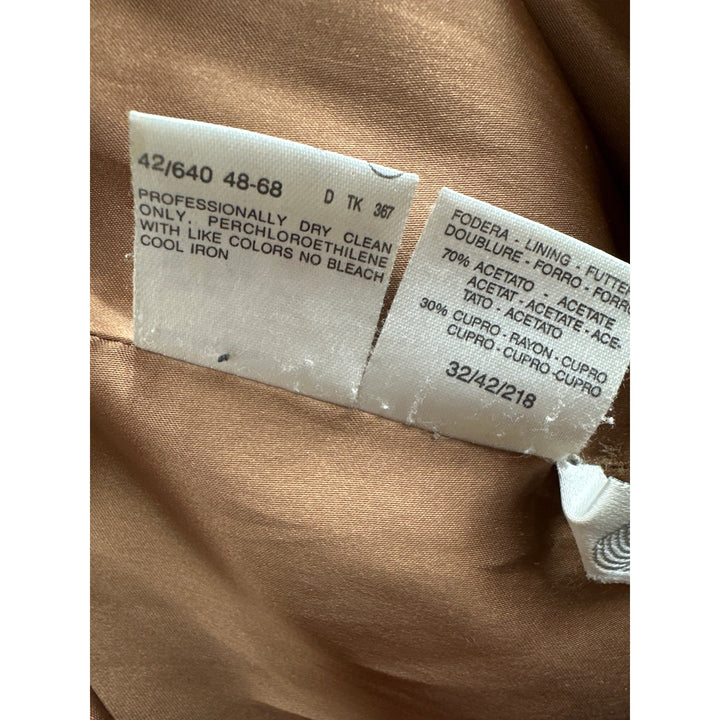 42/640 48-68 D TK 367
PROFESSIONALLY DRY CLEAN
ONLY. PERCHLOROETHILENE
WITH LIKE COLORS NO BLEACH
COOL IRON
FODERA - LINING - FUTTER
DOUBLURE - FORRO - FORRO
70% ACETATO - ACETATE
ACETAT - ACETATE - ACE-
TATO - ACETATO
30% CUPRO - RAYON - CUPRO
CUPRO - CUPRO - CUPRO
32/42/218